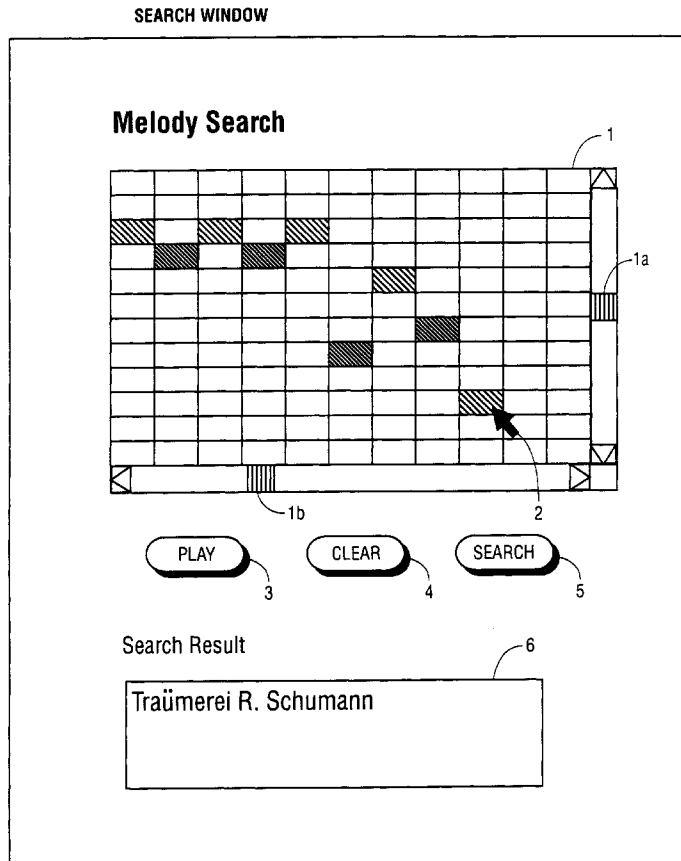 SEARCH WINDOW
Melody Search
1
1a
1b
2
PLAY
CLEAR
SEARCH
3
4
5
Search Result
6
Traümerei R. Schumann